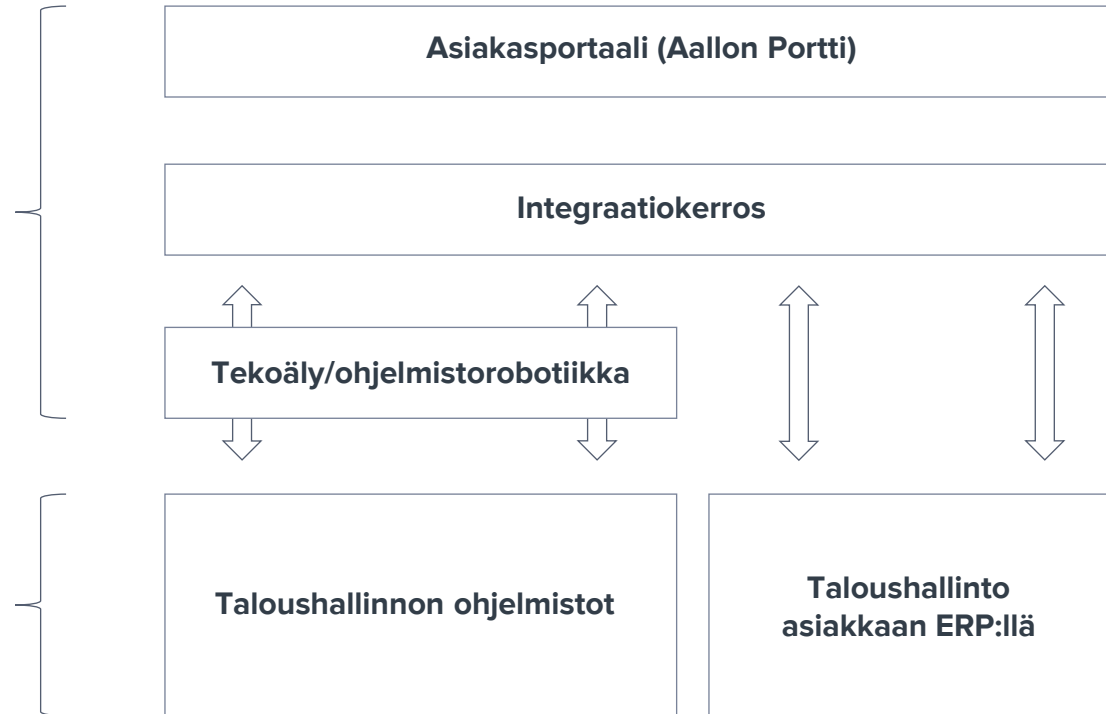 Asiakasportaali (Aallon Portti)
Integraatiokerros
Tekoäly/ohjelmistorobotiikka
Taloushallinnon ohjelmistot
Taloushallinto
asiakkaan ERP:llä